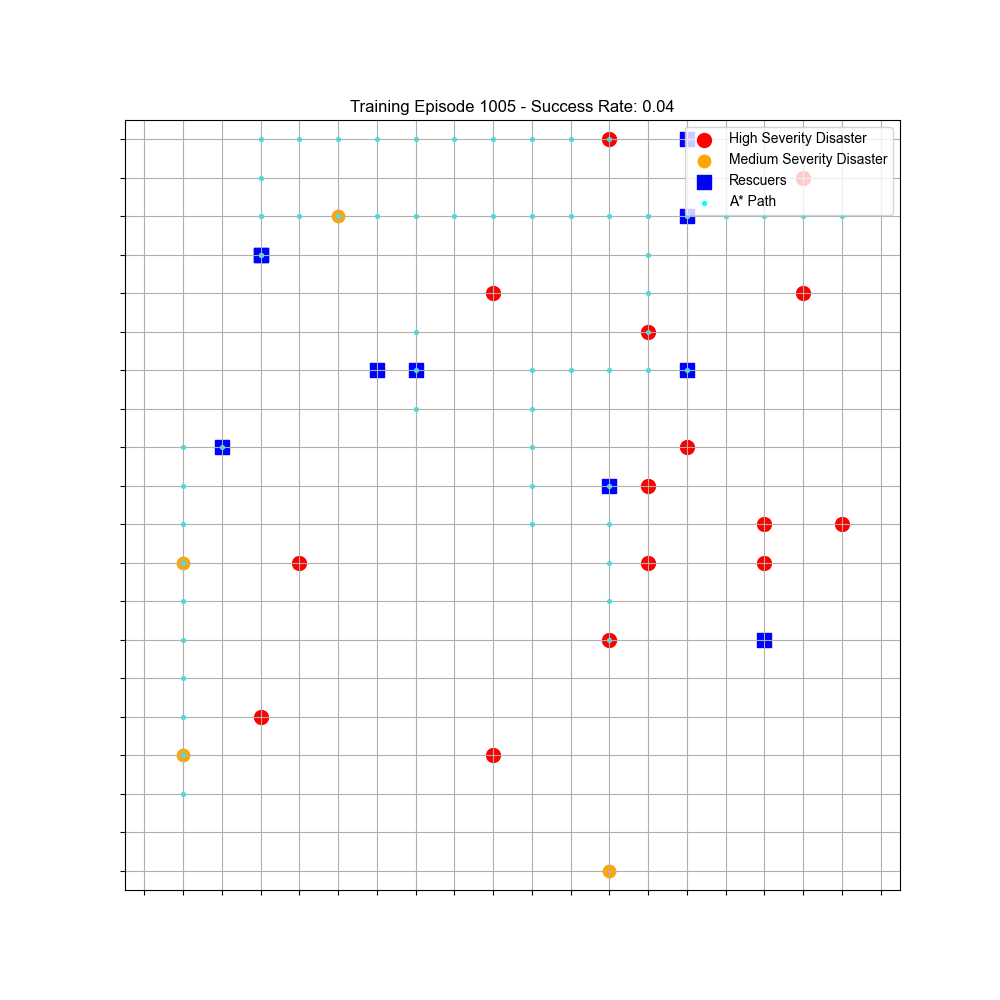 Training Episode 1005 - Success Rate: 0.04
High Severity Disaster
Medium Severity Disaster
Rescuers
A* Path